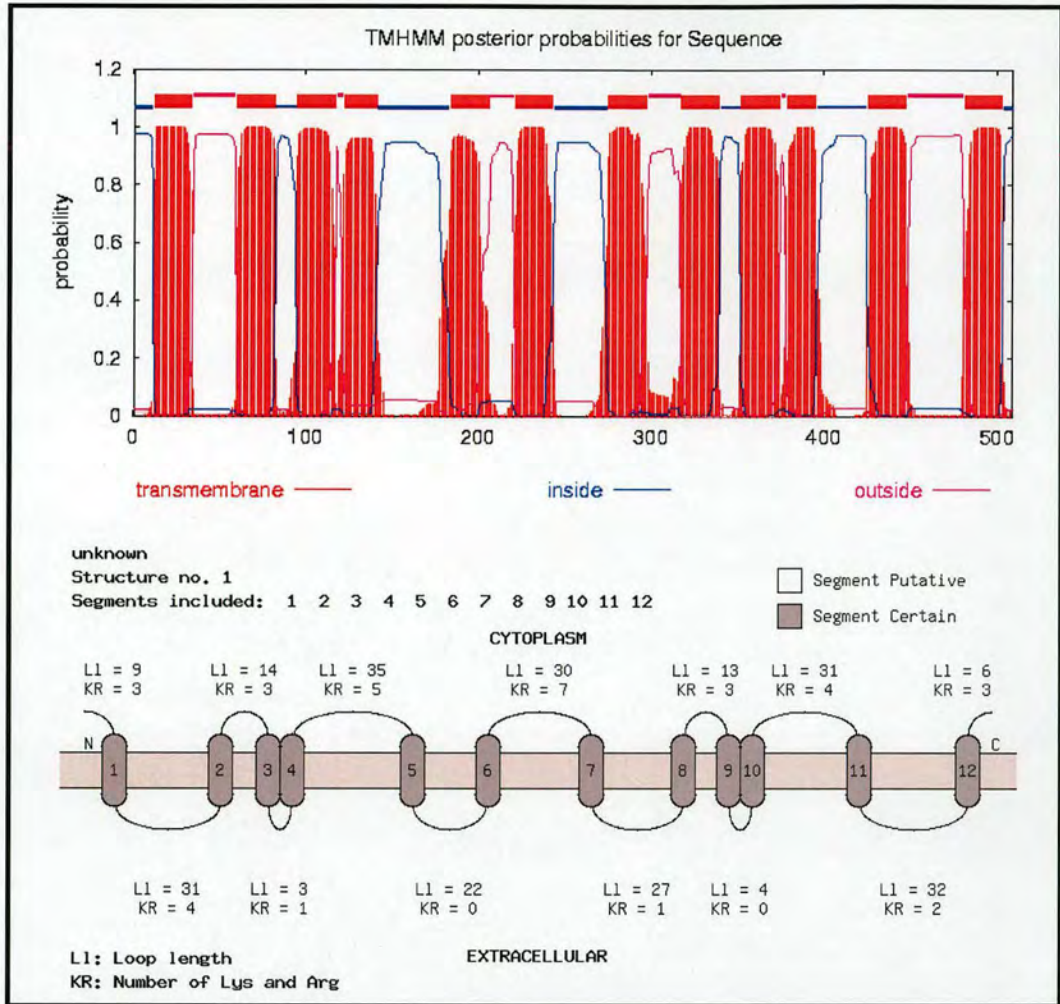 TMHMM posterior probabilities for Sequence
1.2
1
0.8
0.6
0.4
0.2
0
probability
0 100 200 300 400 500
transmembrane inside outside
unknown
Structure no. 1
Segments included: 1 2 3 4 5 6 7 8 9 10 11 12
Segment Putative
Segment Certain
CYTOPLASM
Ll = 9 Ll = 14 Ll = 35 Ll = 30 Ll = 13 Ll = 31 Ll = 6
KR = 3 KR = 3 KR = 5 KR = 7 KR = 3 KR = 4 KR = 3
N C
1 2 3 4 5 6 7 8 9 10 11 12
Ll = 31 Ll = 3 Ll = 22 Ll = 27 Ll = 4 Ll = 32
KR = 4 KR = 1 KR = 0 KR = 1 KR = 0 KR = 2
Ll: Loop length
EXTRACELLULAR
KR: Number of Lys and Arg